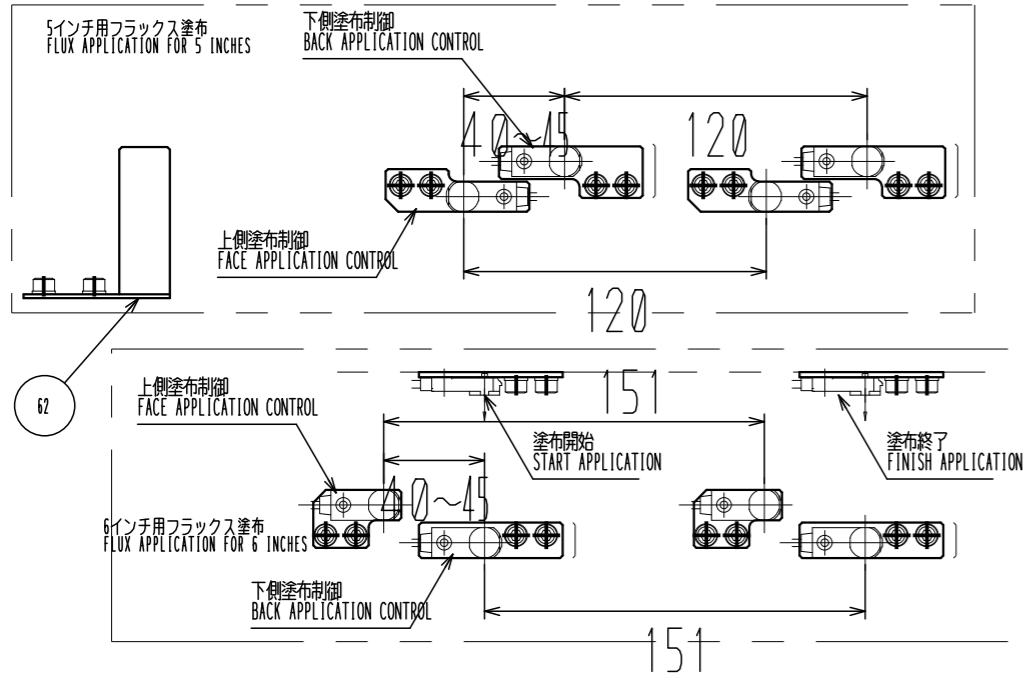 5インチ用フラックス塗布
FLUX APPLICATION FOR 5 INCHES
下側塗布制御
BACK APPLICATION CONTROL
40~45
120
上側塗布制御
FACE APPLICATION CONTROL
120
62
上側塗布制御
FACE APPLICATION CONTROL
151
塗布開始
START APPLICATION
塗布終了
FINISH APPLICATION
40~45
6インチ用フラックス塗布
FLUX APPLICATION FOR 6 INCHES
下側塗布制御
BACK APPLICATION CONTROL
151